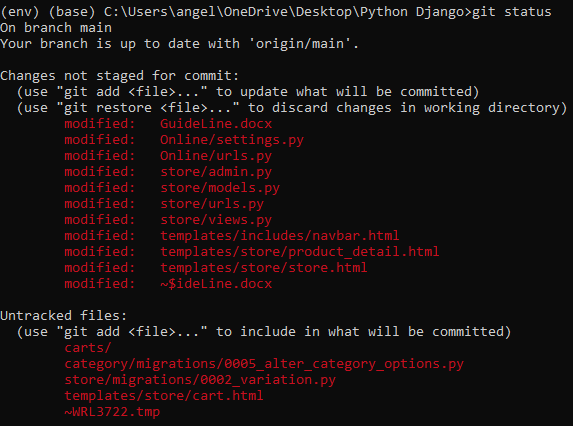 (env) (base) C:\Users\angel\OneDrive\Desktop\Python Django>git status
On branch main
Your branch is up to date with 'origin/main'.
Changes not staged for commit:
(use "git add <file>..." to update what will be committed)
(use "git restore <file>..." to discard changes in working directory)
modified: GuideLine.docx
modified: Online/settings.py
modified: Online/urls.py
modified: store/admin.py
modified: store/models.py
modified: store/urls.py
modified: store/views.py
modified: templates/includes/navbar.html
modified: templates/store/product_detail.html
modified: templates/store/store.html
modified: ~$ideLine.docx
Untracked files:
(use "git add <file>..." to include in what will be committed)
carts/
category/migrations/0005_alter_category_options.py
store/migrations/0002_variation.py
templates/store/cart.html
~WRL3722.tmp